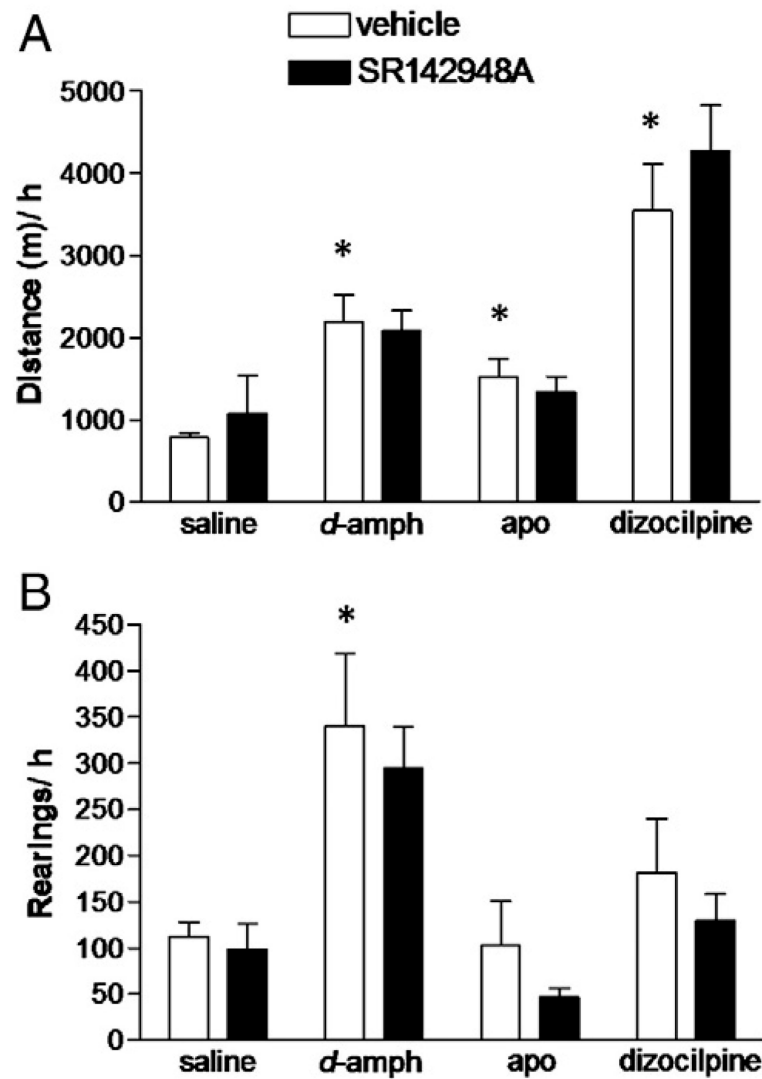 A
vehicle
SR142948A
Distance (m)/ h
5000
4000
3000
2000
1000
0
*
*
*
saline d-amph apo dizocilpine
B
Rearings/ h
450
400
350
300
250
200
150
100
50
0
*
saline d-amph apo dizocilpine